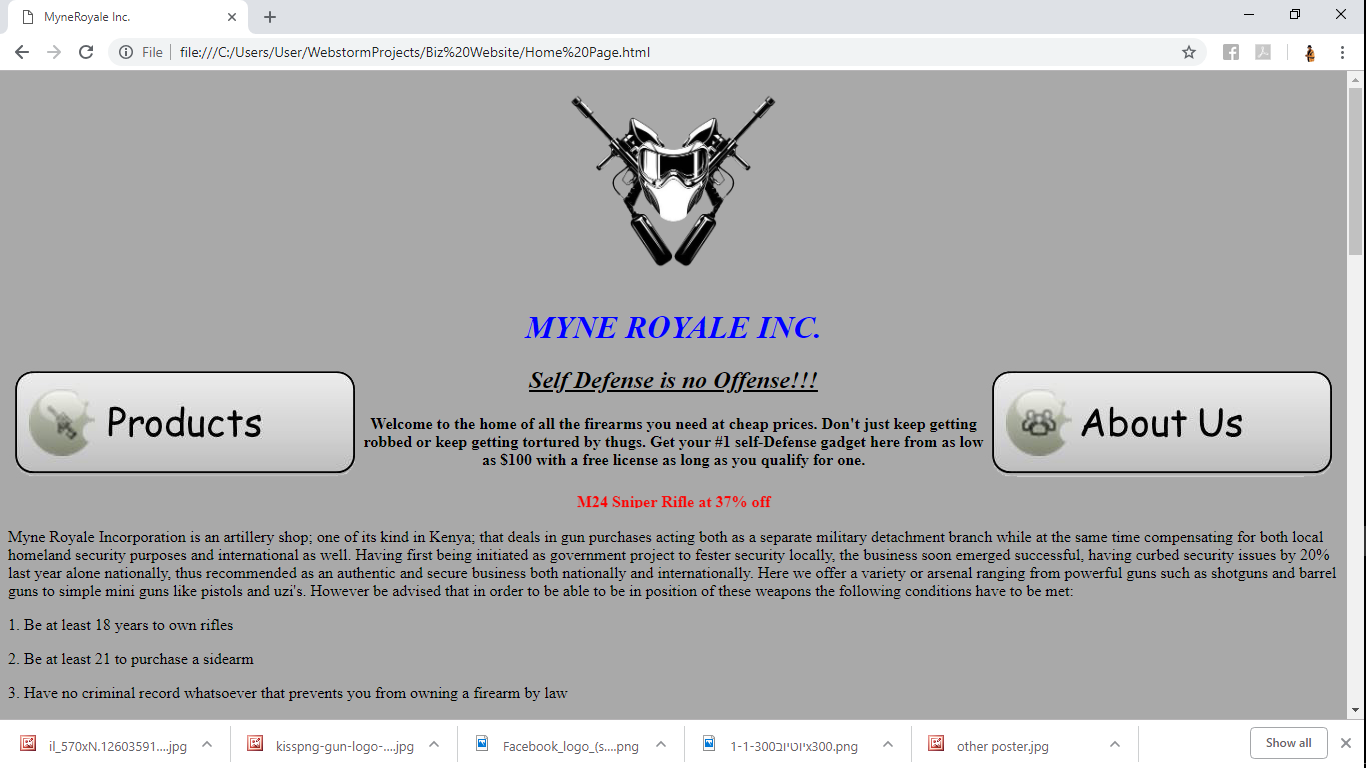 MyneRoyale Inc.
File
file:///C:/Users/User/WebstormProjects/Biz%20Website/Home%20Page.html
MYNE ROYALE INC.
Self Defense is no Offense!!!
Products
About Us
Welcome to the home of all the firearms you need at cheap prices. Don't just keep getting
robbed or keep getting tortured by thugs. Get your #1 self-Defense gadget here from as low
as $100 with a free license as long as you qualify for one.
M24 Sniper Rifle at 37% off
Myne Royale Incorporation is an artillery shop; one of its kind in Kenya; that deals in gun purchases acting both as a separate military detachment branch while at the same time compensating for both local
homeland security purposes and international as well. Having first being initiated as government project to fester security locally, the business soon emerged successful, having curbed security issues by 20%
last year alone nationally, thus recommended as an authentic and secure business both nationally and internationally. Here we offer a variety or arsenal ranging from powerful guns such as shotguns and barrel
guns to simple mini guns like pistols and uzi's. However be advised that in order to be able to be in position of these weapons the following conditions have to be met:
1. Be at least 18 years to own rifles
2. Be at least 21 to purchase a sidearm
3. Have no criminal record whatsoever that prevents you from owning a firearm by law
il_570xN.12603591....jpg
kisspng-gun-logo-....jpg
Facebook_logo_(s....png
1-1-300יוטיובx300.png
other poster.jpg
Show all